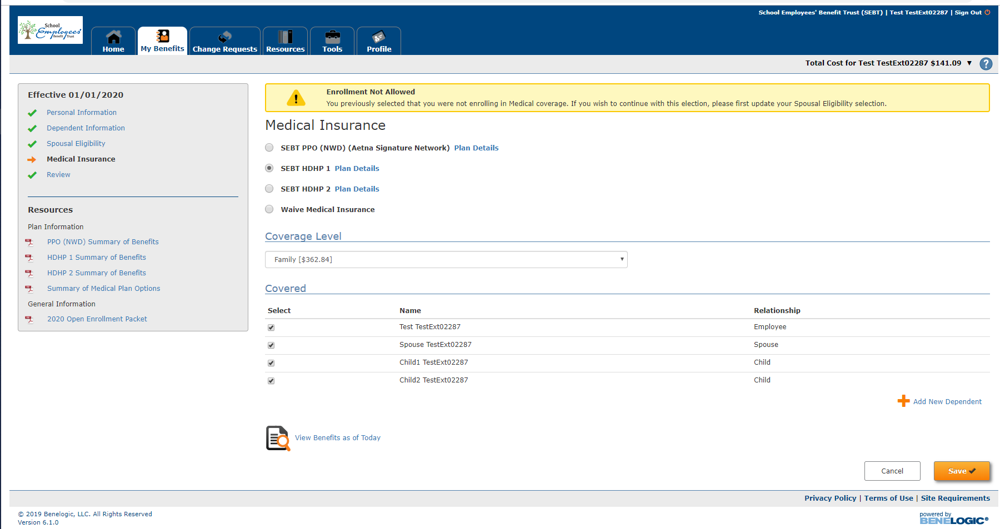 School Employees' Benefit Trust (SEBT) | Test TestExt02287 | Sign Out
School
Employees'
Benefit Trust
Home
My Benefits
Change Requests
Resources
Tools
Profile
Total Cost for Test TestExt02287 $141.09 ▼ ?
Effective 01/01/2020
Personal Information
Dependent Information
Spousal Eligibility
Medical Insurance
Review
Resources
Plan Information
PPO (NWD) Summary of Benefits
HDHP 1 Summary of Benefits
HDHP 2 Summary of Benefits
Summary of Medical Plan Options
General Information
2020 Open Enrollment Packet
Enrollment Not Allowed
You previously selected that you were not enrolling in Medical coverage. If you wish to continue with this election, please first update your Spousal Eligibility selection.
Medical Insurance
SEBT PPO (NWD) (Aetna Signature Network) Plan Details
SEBT HDHP 1 Plan Details
SEBT HDHP 2 Plan Details
Waive Medical Insurance
Coverage Level
Family [$362.84]
Covered
Select Name Relationship
Test TestExt02287 Employee
Spouse TestExt02287 Spouse
Child1 TestExt02287 Child
Child2 TestExt02287 Child
Add New Dependent
View Benefits as of Today
Cancel
Save
Privacy Policy | Terms of Use | Site Requirements
© 2019 Benelogic, LLC. All Rights Reserved
Version 6.1.0
powered by
BENELOGIC®